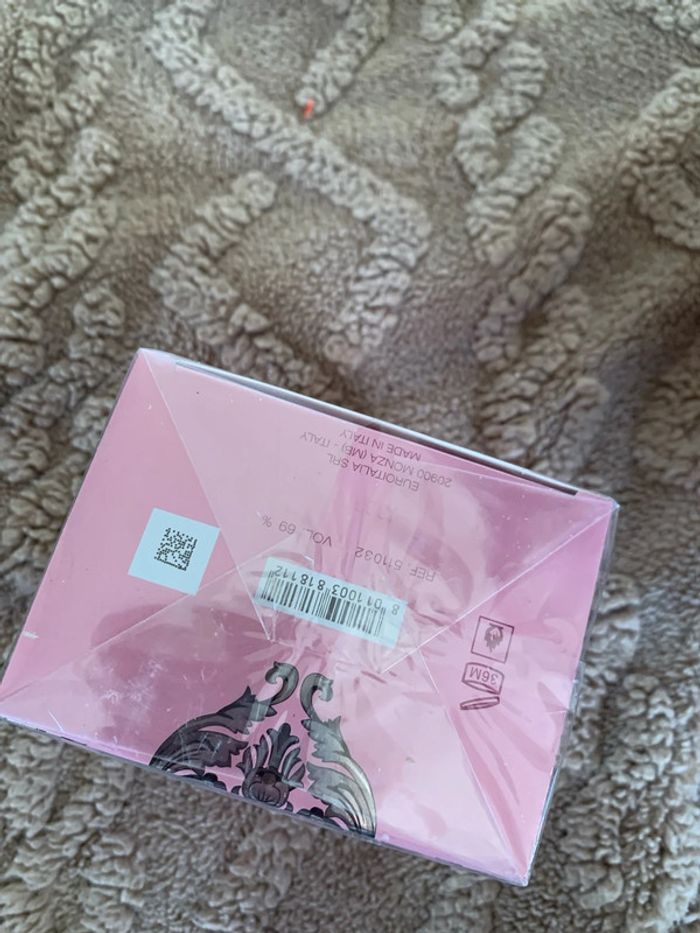 EUROITALIA SRL
20900 MONZA (MB) - ITALY
MADE IN ITALY
REF. 511032 VOL. 69 %
8 011003 818112
36M